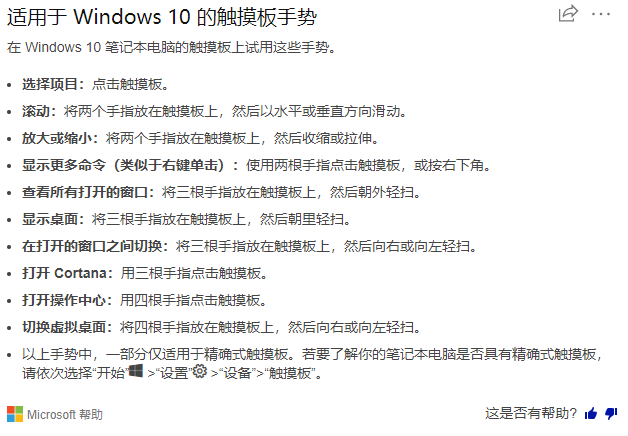 适用于 Windows 10 的触摸板手势
在 Windows 10 笔记本电脑的触摸板上试用这些手势。
• 选择项目：点击触摸板。
• 滚动：将两个手指放在触摸板上，然后以水平或垂直方向滑动。
• 放大或缩小：将两个手指放在触摸板上，然后收缩或拉伸。
• 显示更多命令（类似于右键单击）：使用两根手指点击触摸板，或按右下角。
• 查看所有打开的窗口：将三根手指放在触摸板上，然后朝外轻扫。
• 显示桌面：将三根手指放在触摸板上，然后朝里轻扫。
• 在打开的窗口之间切换：将三根手指放在触摸板上，然后向右或向左轻扫。
• 打开 Cortana：用三根手指点击触摸板。
• 打开操作中心：用四根手指点击触摸板。
• 切换虚拟桌面：将四根手指放在触摸板上，然后向右或向左轻扫。
• 以上手势中，一部分仅适用于精确式触摸板。若要了解你的笔记本电脑是否具有精确式触摸板，
请依次选择“开始” >“设置” >“设备”>“触摸板”。
Microsoft 帮助
这是否有帮助？